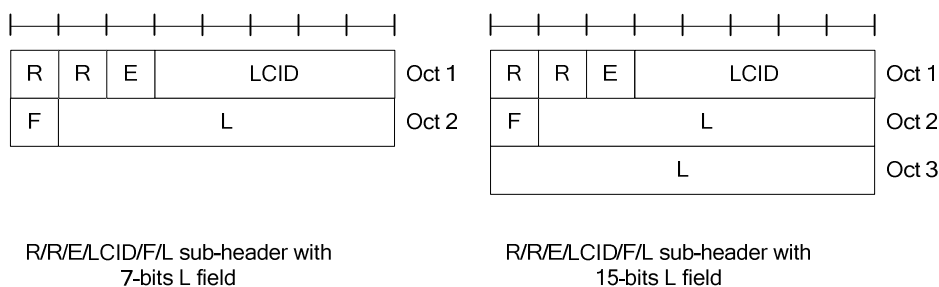 R R E LCID Oct 1
F L Oct 2
R/R/E/LCID/F/L sub-header with
7-bits L field
R R E LCID Oct 1
F L Oct 2
L Oct 3
R/R/E/LCID/F/L sub-header with
15-bits L field